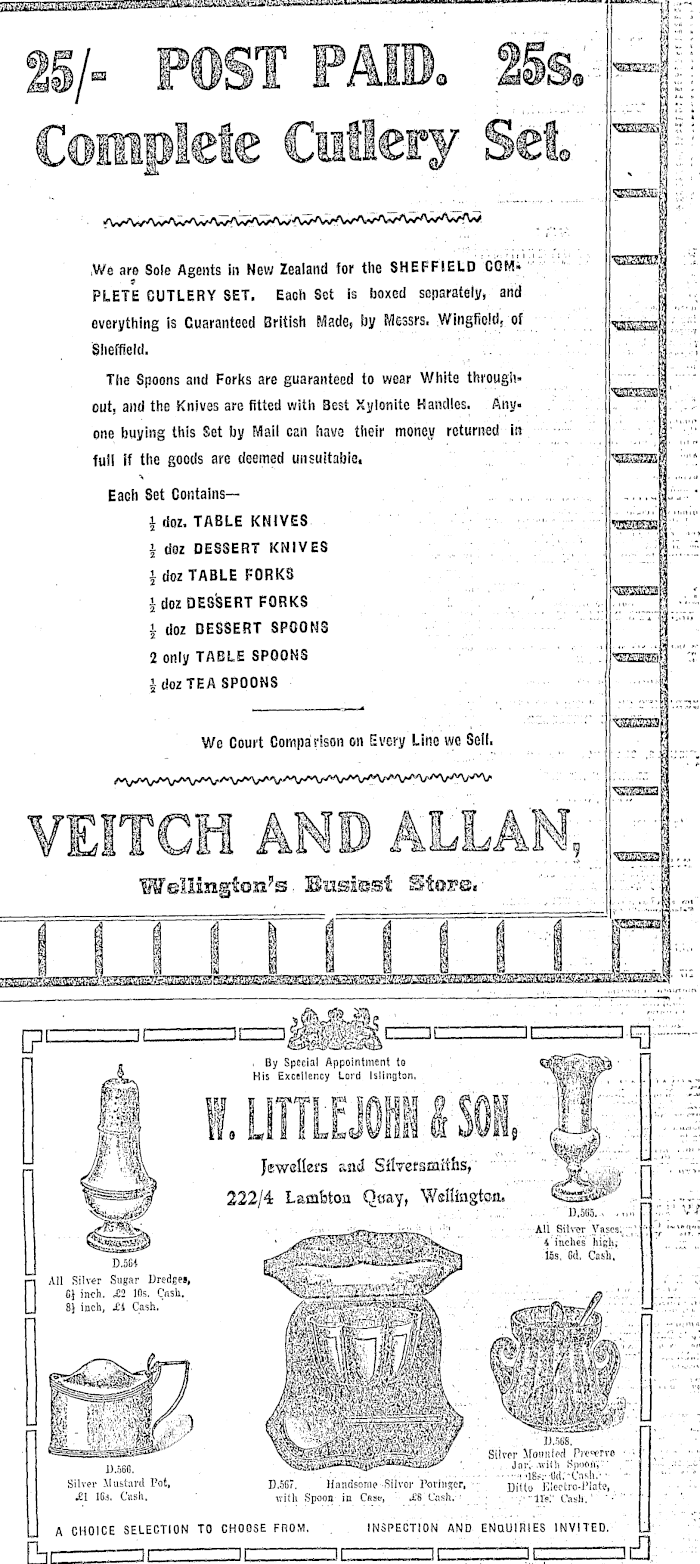 25/- POST PAID. 25s.
Complete Cutlery Set.
We are Sole Agents in New Zealand for the SHEFFIELD COM-
PLETE CUTLERY SET. Each Set is boxed separately, and
everything is Guaranteed British Made, by Messrs. Wingfield, of
Sheffield.
The Spoons and Forks are guaranteed to wear White through-
out, and the Knives are fitted with Best Xylonite Handles. Any-
one buying this Set by Mail can have their money returned in
full if the goods are deemed unsuitable.
Each Set Contains—
½ doz. TABLE KNIVES
½ doz DESSERT KNIVES
½ doz TABLE FORKS
½ doz DESSERT FORKS
½ doz DESSERT SPOONS
2 only TABLE SPOONS
½ doz TEA SPOONS
We Court Comparison on Every Line we Sell.
VEITCH AND ALLAN,
Wellington's Busiest Store.
By Special Appointment to
His Excellency Lord Islington.
W. LITTLEJOHN & SON,
Jewellers and Silversmiths,
222/4 Lambton Quay, Wellington.
D.564
All Silver Sugar Dredges,
6½ inch. £2 10s. Cash.
8½ inch, £4 Cash.
D.565.
All Silver Vases.
4 inches high,
15s. 6d. Cash.
D.566.
Silver Mustard Pot,
£1 16s. Cash.
D.567. Handsome Silver Poringer,
with Spoon in Case, £6 Cash.
D.568.
Silver Mounted Preserve
Jar, with Spoon,
18s. 6d. Cash.
Ditto Electro-Plate,
11s. Cash.
A CHOICE SELECTION TO CHOOSE FROM. INSPECTION AND ENQUIRIES INVITED.